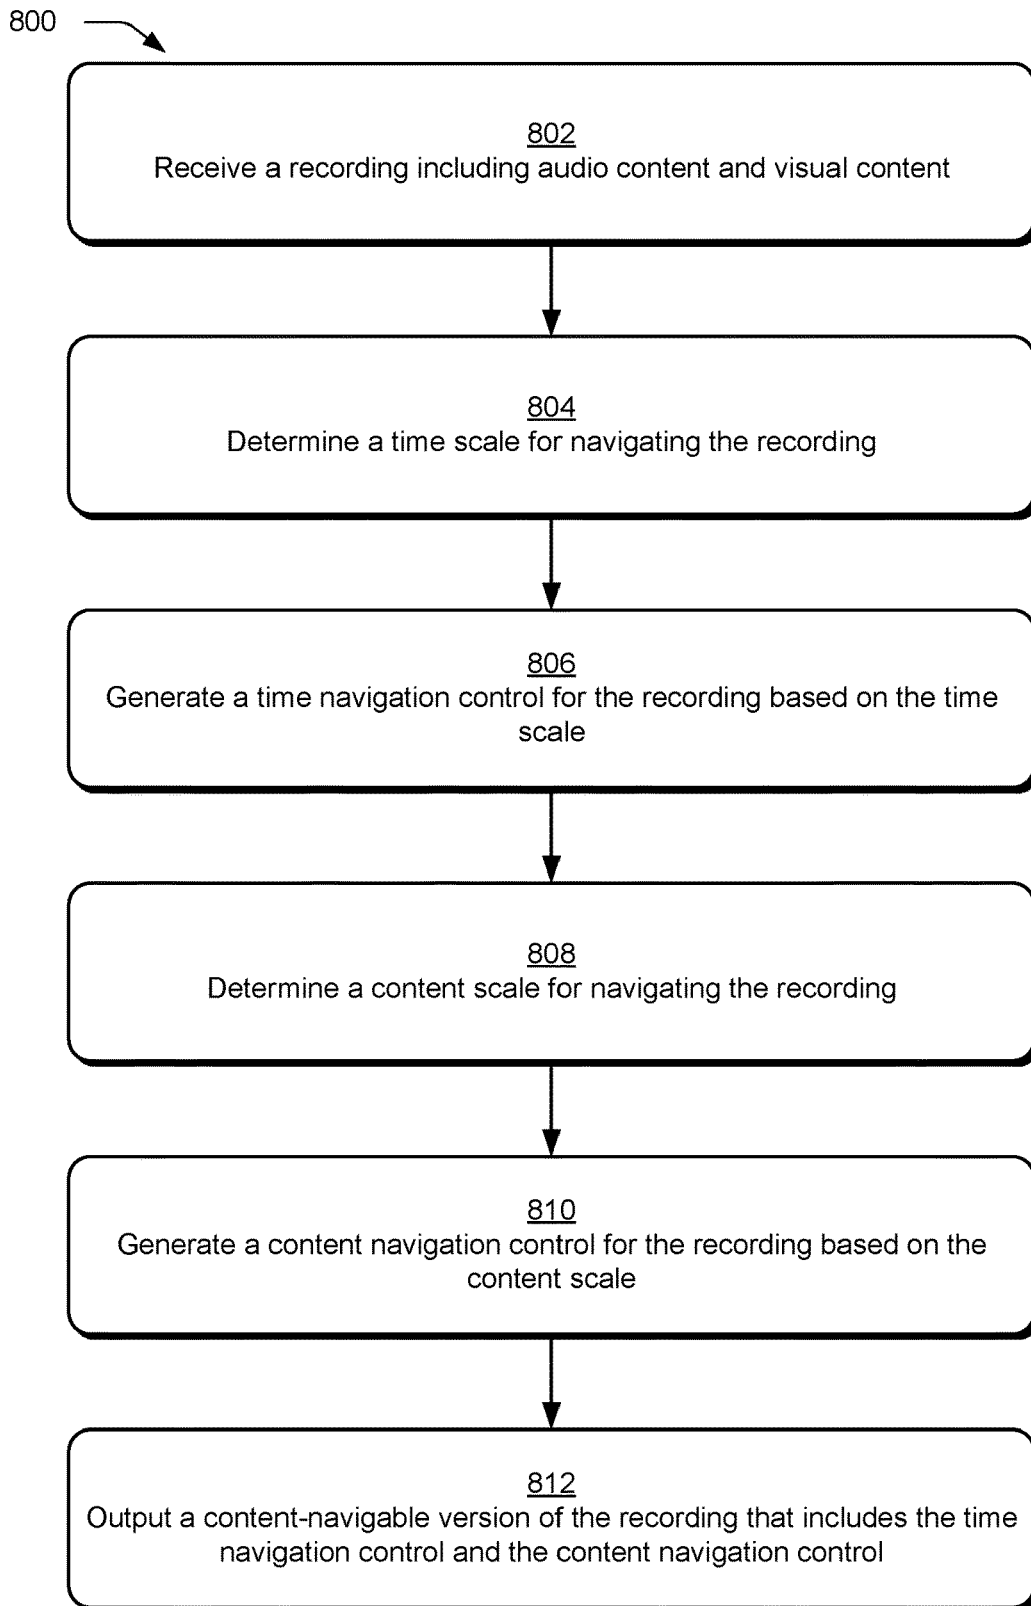 800
802
Receive a recording including audio content and visual content
804
Determine a time scale for navigating the recording
806
Generate a time navigation control for the recording based on the time
scale
808
Determine a content scale for navigating the recording
810
Generate a content navigation control for the recording based on the
content scale
812
Output a content-navigable version of the recording that includes the time
navigation control and the content navigation control